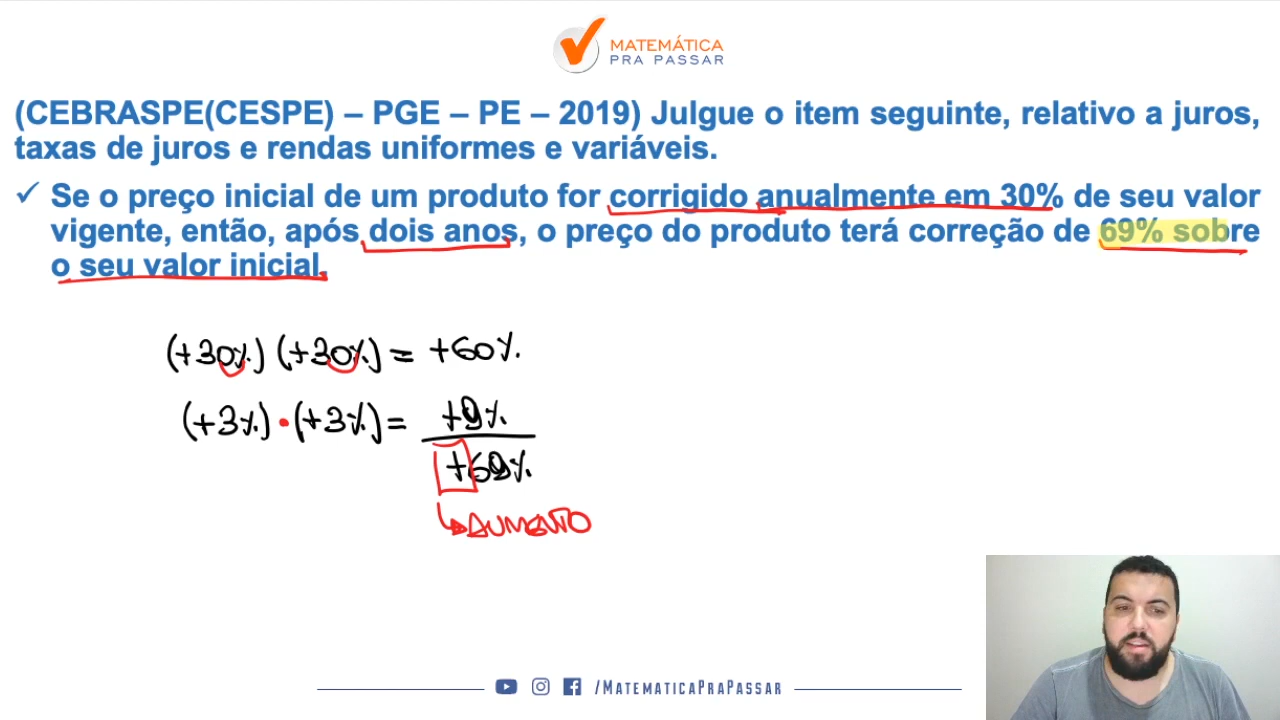 MATEMÁTICA
PRA PASSAR
(CEBRASPE(CESPE) – PGE – PE – 2019) Julgue o item seguinte, relativo a juros,
taxas de juros e rendas uniformes e variáveis.
✓ Se o preço inicial de um produto for corrigido anualmente em 30% de seu valor
vigente, então, após dois anos, o preço do produto terá correção de 69% sobre
o seu valor inicial.
(+30%) (+30%) = +60%
(+3%) • (+3%) = +9%
+69%
↳ AUMENTO
/MATEMATICAPRAPASSAR